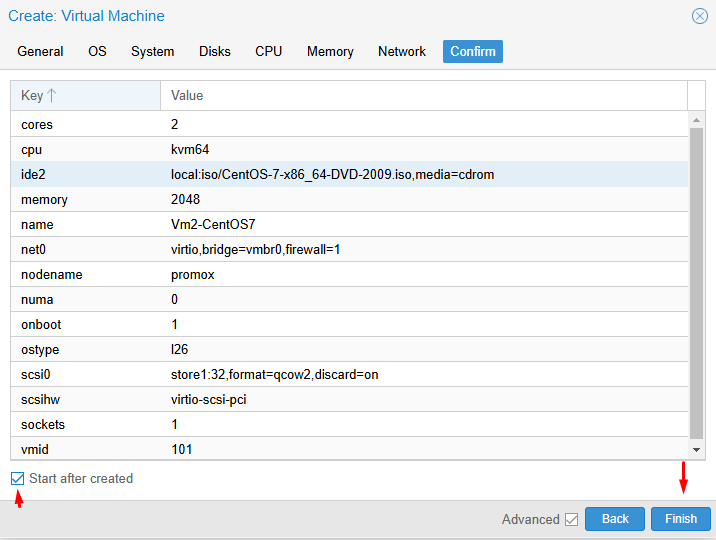 Create: Virtual Machine
General OS System Disks CPU Memory Network Confirm
Key Value
cores 2
cpu kvm64
ide2 local:iso/CentOS-7-x86_64-DVD-2009.iso,media=cdrom
memory 2048
name Vm2-CentOS7
net0 virtio,bridge=vmbr0,firewall=1
nodename promox
numa 0
onboot 1
ostype l26
scsi0 store1:32,format=qcow2,discard=on
scsihw virtio-scsi-pci
sockets 1
vmid 101
Start after created
Advanced Back Finish